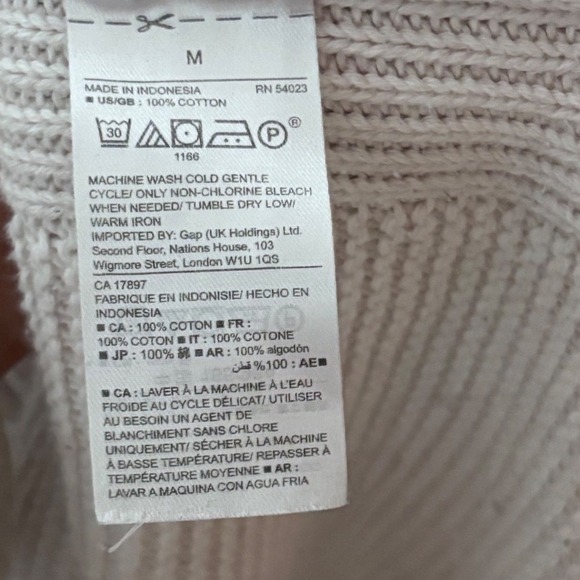 M
MADE IN INDONESIA RN 54023
■ US/GB : 100% COTTON
30 P ®
1166
MACHINE WASH COLD GENTLE
CYCLE/ ONLY NON-CHLORINE BLEACH
WHEN NEEDED/ TUMBLE DRY LOW/
WARM IRON
IMPORTED BY: Gap (UK Holdings) Ltd.
Second Floor, Nations House, 103
Wigmore Street, London W1U 1QS
CA 17897
FABRIQUE EN INDONISIE/ HECHO EN
INDONESIA
■ CA : 100% COTON ■ FR :
100% COTON ■ IT : 100% COTONE
■ JP : 100% 綿 ■ AR : 100% algodón
■AE : 100% قطن
■ CA : LAVER À LA MACHINE À L'EAU
FROIDE AU CYCLE DÉLICAT/ UTILISER
AU BESOIN UN AGENT DE
BLANCHIMENT SANS CHLORE
UNIQUEMENT/ SÉCHER À LA MACHINE
À BASSE TEMPÉRATURE/ REPASSER À
TEMPÉRATURE MOYENNE ■ AR :
LAVAR A MAQUINA CON AGUA FRIA